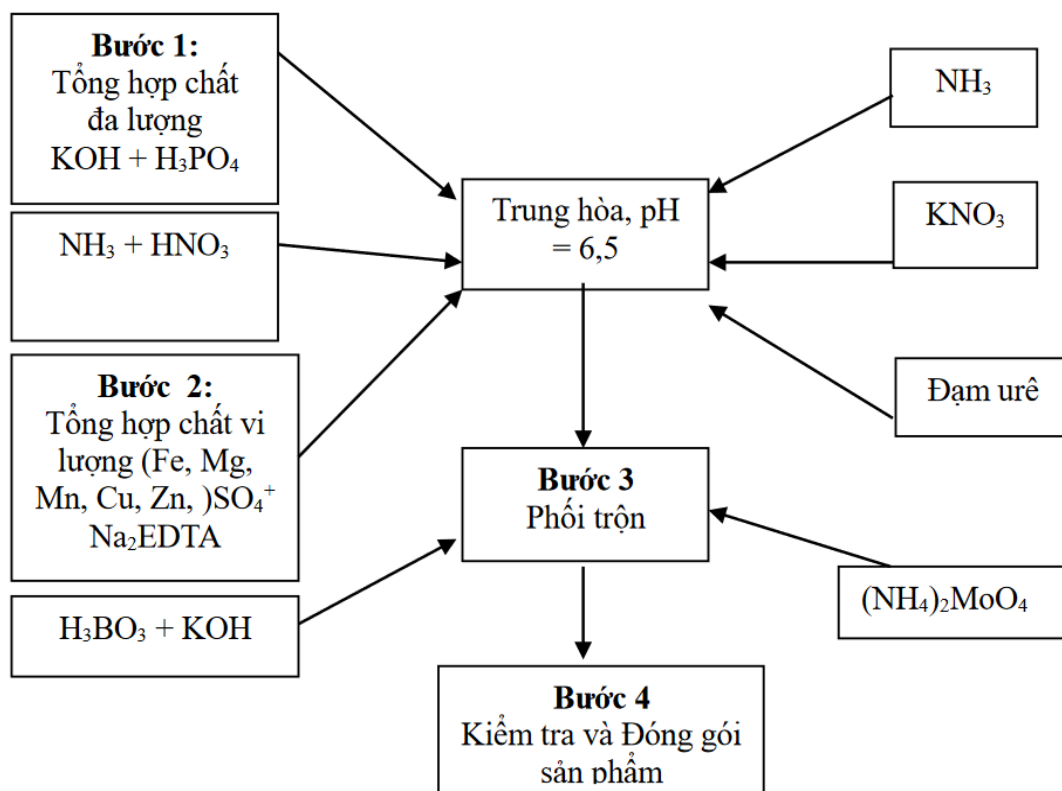 Bước 1:
Tổng hợp chất
đa lượng
KOH + H₃PO₄
NH₃ + HNO₃
Bước 2:
Tổng hợp chất vi
lượng (Fe, Mg,
Mn, Cu, Zn, )SO₄⁺
Na₂EDTA
H₃BO₃ + KOH
Trung hòa, pH
= 6,5
Bước 3
Phối trộn
Bước 4
Kiểm tra và Đóng gói
sản phẩm
NH₃
KNO₃
Đạm urê
(NH₄)₂MoO₄